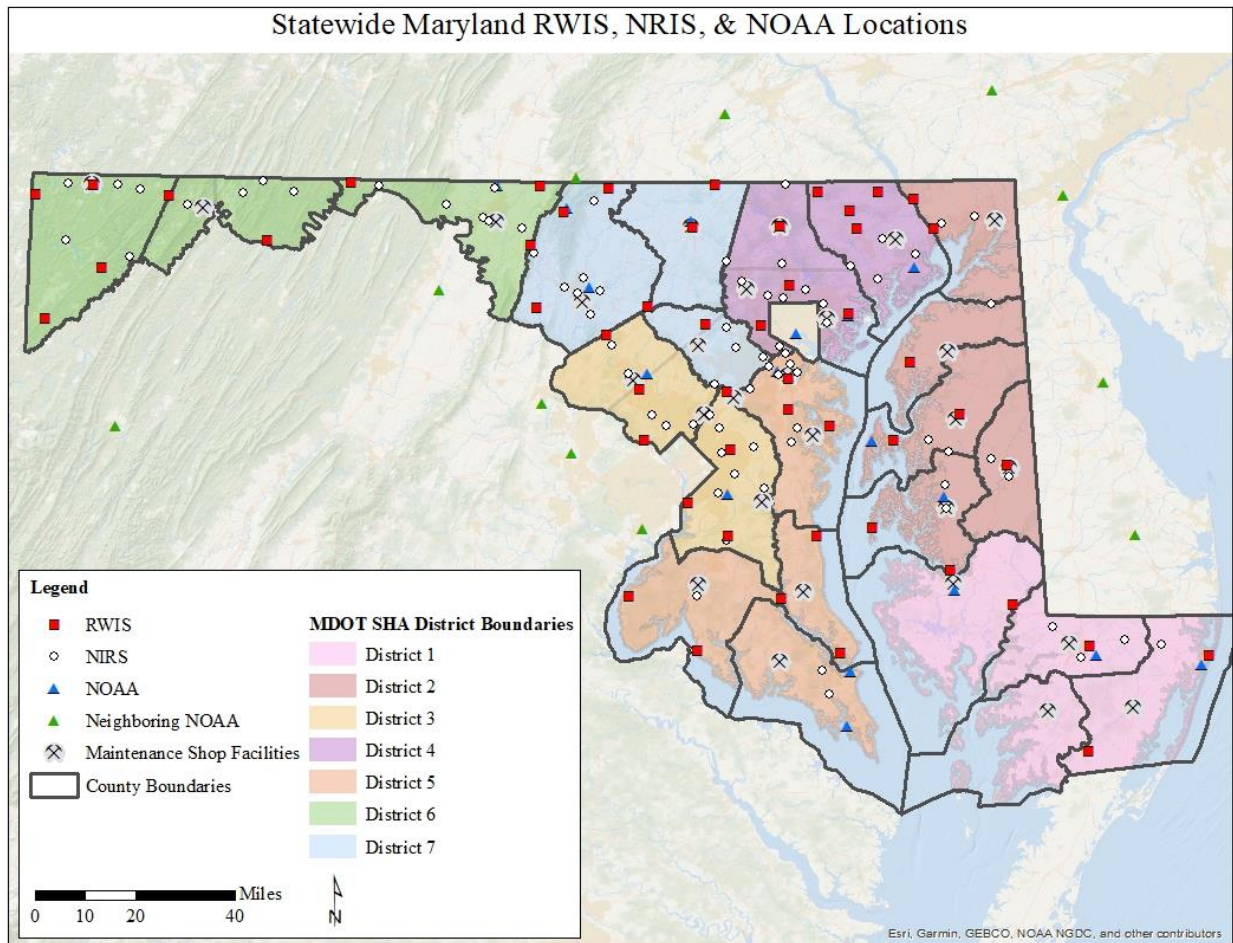 Statewide Maryland RWIS, NRIS, & NOAA Locations
Legend
RWIS
NIRS
NOAA
Neighboring NOAA
Maintenance Shop Facilities
County Boundaries
MDOT SHA District Boundaries
District 1
District 2
District 3
District 4
District 5
District 6
District 7
Miles
0 10 20 40
N
Esri, Garmin, GEBCO, NOAA NGDC, and other contributors